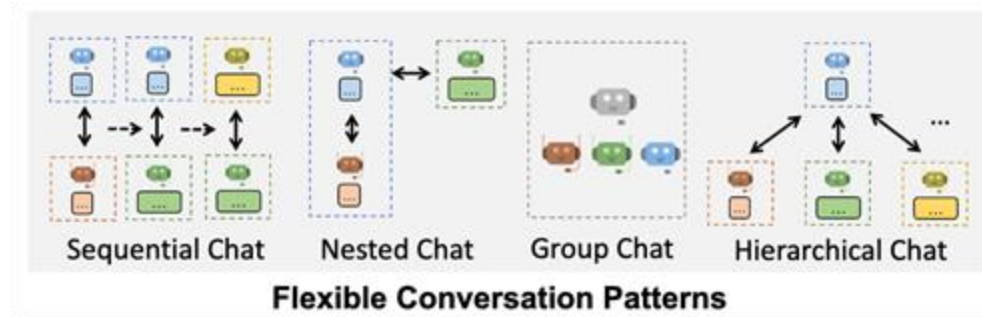 ...
Sequential Chat
Nested Chat
Group Chat
Hierarchical Chat
Flexible Conversation Patterns